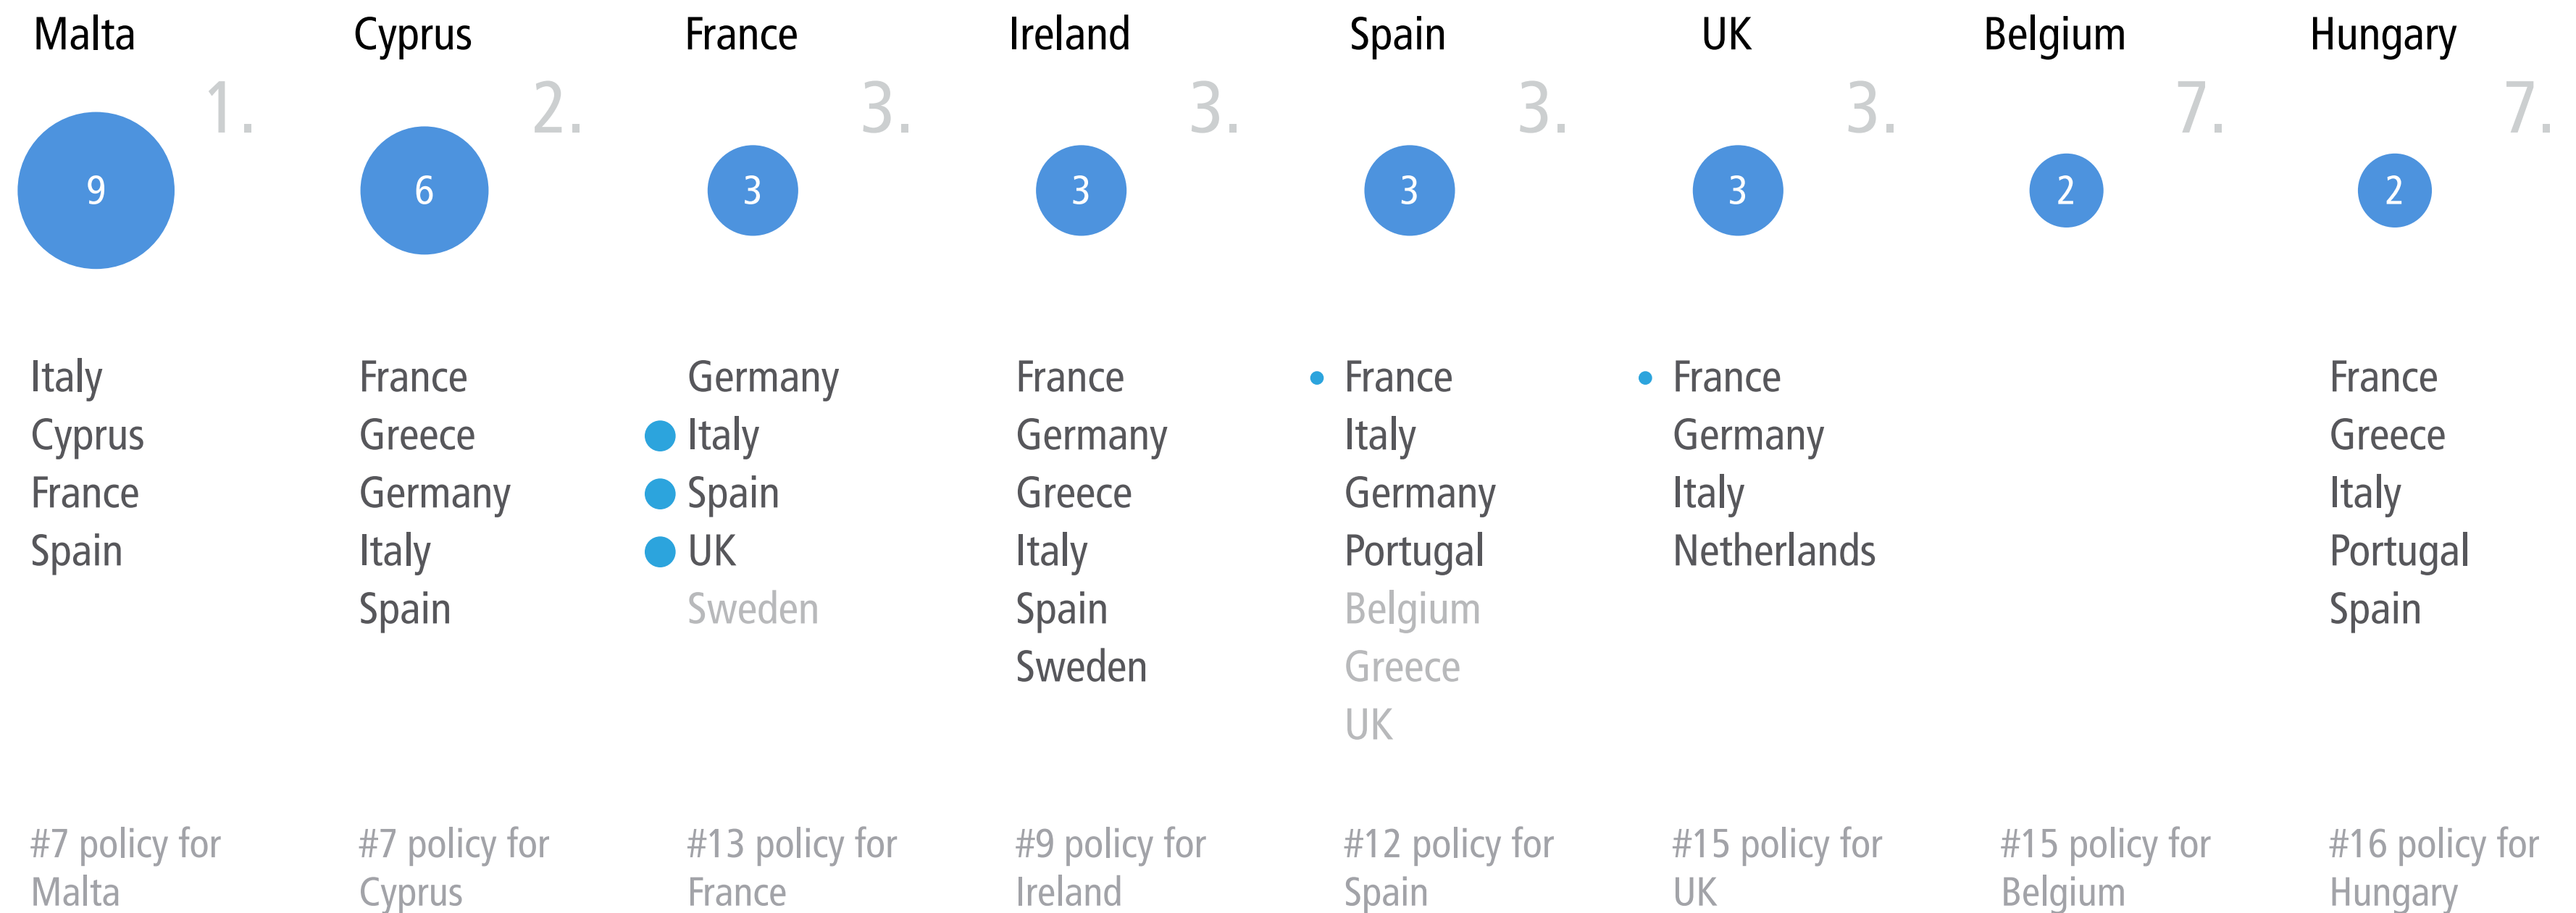 Malta
1.
9
Italy
Cyprus
France
Spain
#7 policy for
Malta
Cyprus
2.
6
France
Greece
Germany
Italy
Spain
#7 policy for
Cyprus
France
3.
3
Germany
Italy
Spain
UK
Sweden
#13 policy for
France
Ireland
3.
3
France
Germany
Greece
Italy
Spain
Sweden
#9 policy for
Ireland
Spain
3.
3
France
Italy
Germany
Portugal
Belgium
Greece
UK
#12 policy for
Spain
UK
3.
3
France
Germany
Italy
Netherlands
#15 policy for
UK
Belgium
7.
2
#15 policy for
Belgium
Hungary
7.
2
France
Greece
Italy
Portugal
Spain
#16 policy for
Hungary